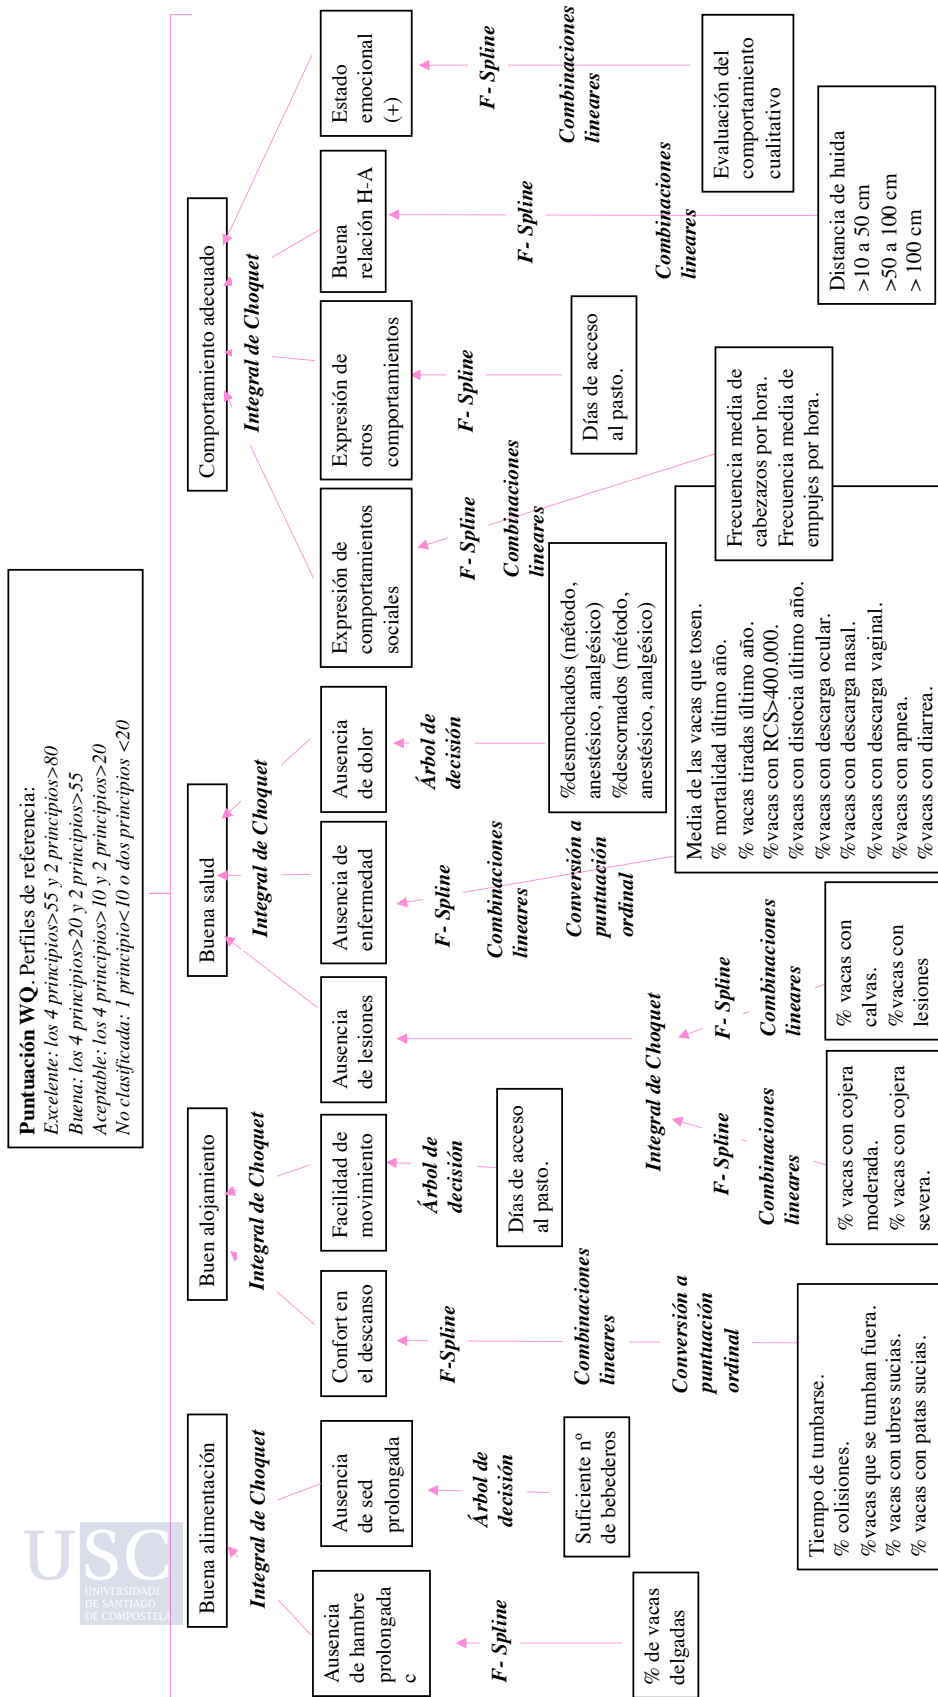 Puntuación WQ. Perfiles de referencia:
Excelente: los 4 principios>55 y 2 principios>80
Buena: los 4 principios>20 y 2 principios>55
Aceptable: los 4 principios>10 y 2 principios>20
No clasificada: 1 principio<10 o dos principios <20
Buena alimentación
Buen alojamiento
Buena salud
Comportamiento adecuado
Integral de Choquet
Integral de Choquet
Integral de Choquet
Integral de Choquet
Ausencia
de hambre
prolongada
c
Ausencia
de sed
prolongada
Confort en
el descanso
Facilidad de
movimiento
Ausencia
de lesiones
Ausencia de
enfermedad
Ausencia
de dolor
Expresión de
comportamientos
sociales
Expresión de
otros
comportamientos
Buena
relación H-A
Estado
emocional
(+)
F- Spline
Árbol de
decisión
F-Spline
Combinaciones
lineares
Conversión a
puntuación
ordinal
Árbol de
decisión
Integral de Choquet
F- Spline
Combinaciones
lineares
F- Spline
Combinaciones
lineares
F- Spline
Combinaciones
lineares
Conversión a
puntuación
ordinal
Árbol de
decisión
F- Spline
Combinaciones
lineares
F- Spline
F- Spline
Combinaciones
lineares
F- Spline
Combinaciones
lineares
% de vacas
delgadas
Suficiente nº
de bebederos
Tiempo de tumbarse.
% colisiones.
%vacas que se tumban fuera.
% vacas con ubres sucias.
% vacas con patas sucias.
Días de acceso
al pasto.
% vacas con cojera
moderada.
% vacas con cojera
severa.
% vacas con
calvas.
%vacas con
lesiones
Media de las vacas que tosen.
% mortalidad último año.
% vacas tiradas último año.
%vacas con RCS>400.000.
%vacas con distocia último año.
%vacas con descarga ocular.
%vacas con descarga nasal.
%vacas con descarga vaginal.
%vacas con apnea.
%vacas con diarrea.
%desmochados (método,
anestésico, analgésico)
%descornados (método,
anestésico, analgésico)
Frecuencia media de
cabezazos por hora.
Frecuencia media de
empujes por hora.
Días de acceso
al pasto.
Distancia de huida
>10 a 50 cm
>50 a 100 cm
> 100 cm
Evaluación del
comportamiento
cualitativo
USC
UNIVERSIDADE
DE SANTIAGO
DE COMPOSTELA